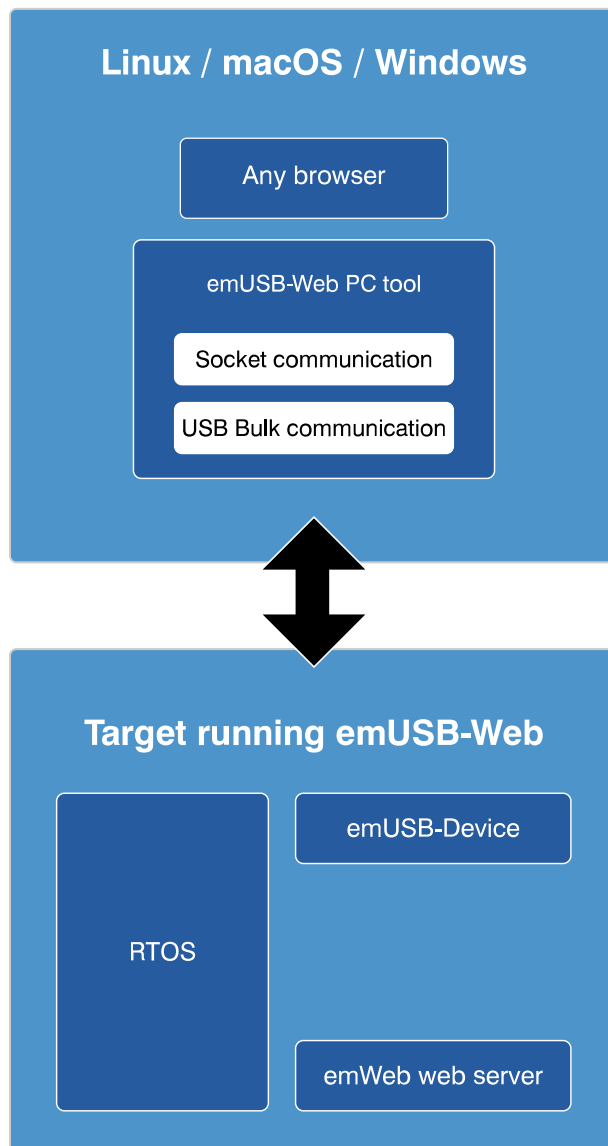 Linux / macOS / Windows
Any browser
emUSB-Web PC tool
Socket communication
USB Bulk communication
Target running emUSB-Web
emUSB-Device
RTOS
emWeb web server